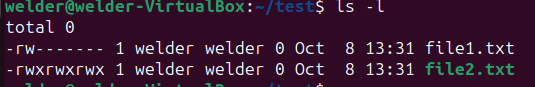 welder@welder-VirtualBox:~/test$ ls -l
total 0
-rw------- 1 welder welder 0 Oct  8 13:31 file1.txt
-rwxrwxrwx 1 welder welder 0 Oct  8 13:31 file2.txt